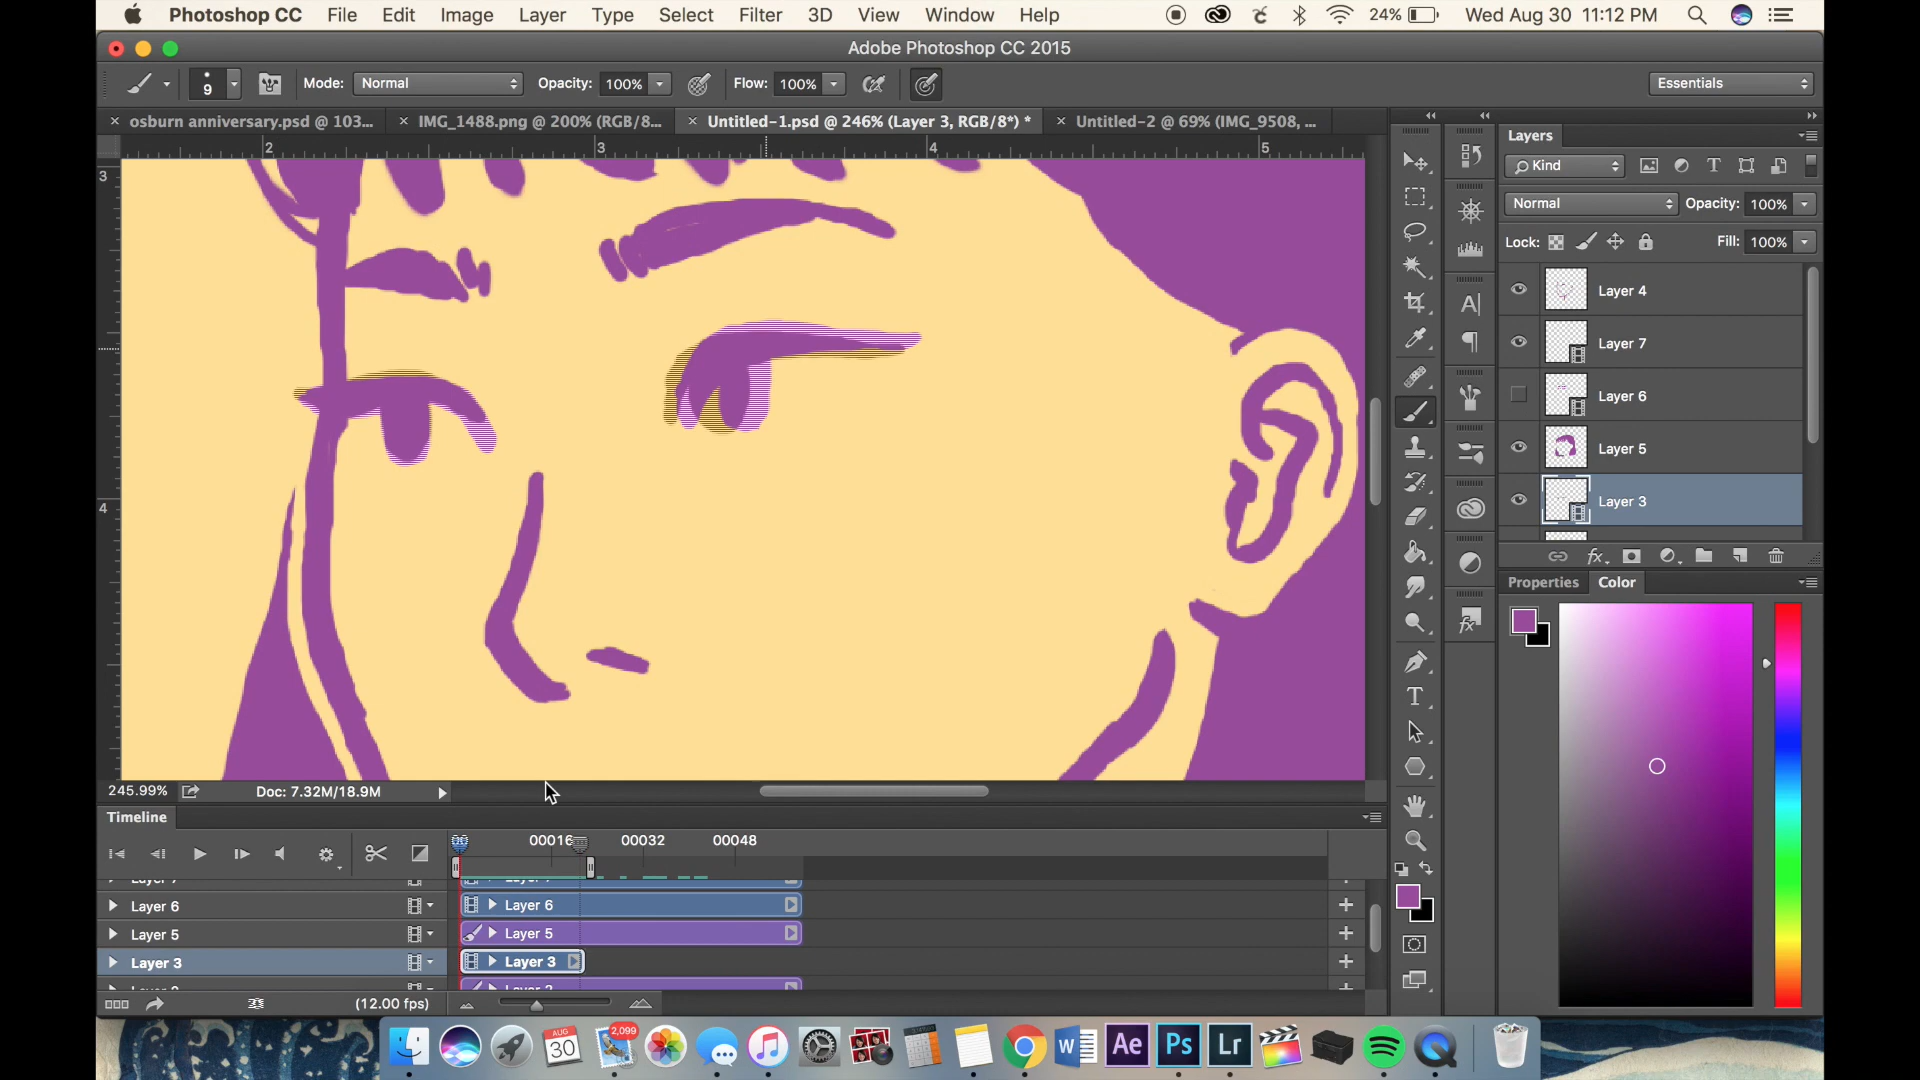 Photoshop CC File Edit Image Layer Type Select Filter 3D View Window Help 24% Wed Aug 30 11:12 PM
Adobe Photoshop CC 2015
9 Mode: Normal Opacity: 100% Flow: 100% Essentials
osburn anniversary.psd @ 103... IMG_1488.png @ 200% (RGB/8... Untitled-1.psd @ 246% (Layer 3, RGB/8*) * Untitled-2 @ 69% (IMG_9508, ...
2 3 4 5
3
4
Layers
Kind
Normal Opacity: 100%
Lock: Fill: 100%
Layer 4
Layer 7
Layer 6
Layer 5
Layer 3
Properties Color
245.99% Doc: 7.32M/18.9M
Timeline
00016 00032 00048
Layer 6 Layer 6
Layer 5 Layer 5
Layer 3 Layer 3
(12.00 fps)
AUG
30
2,099
W
Ae
Ps
Lr